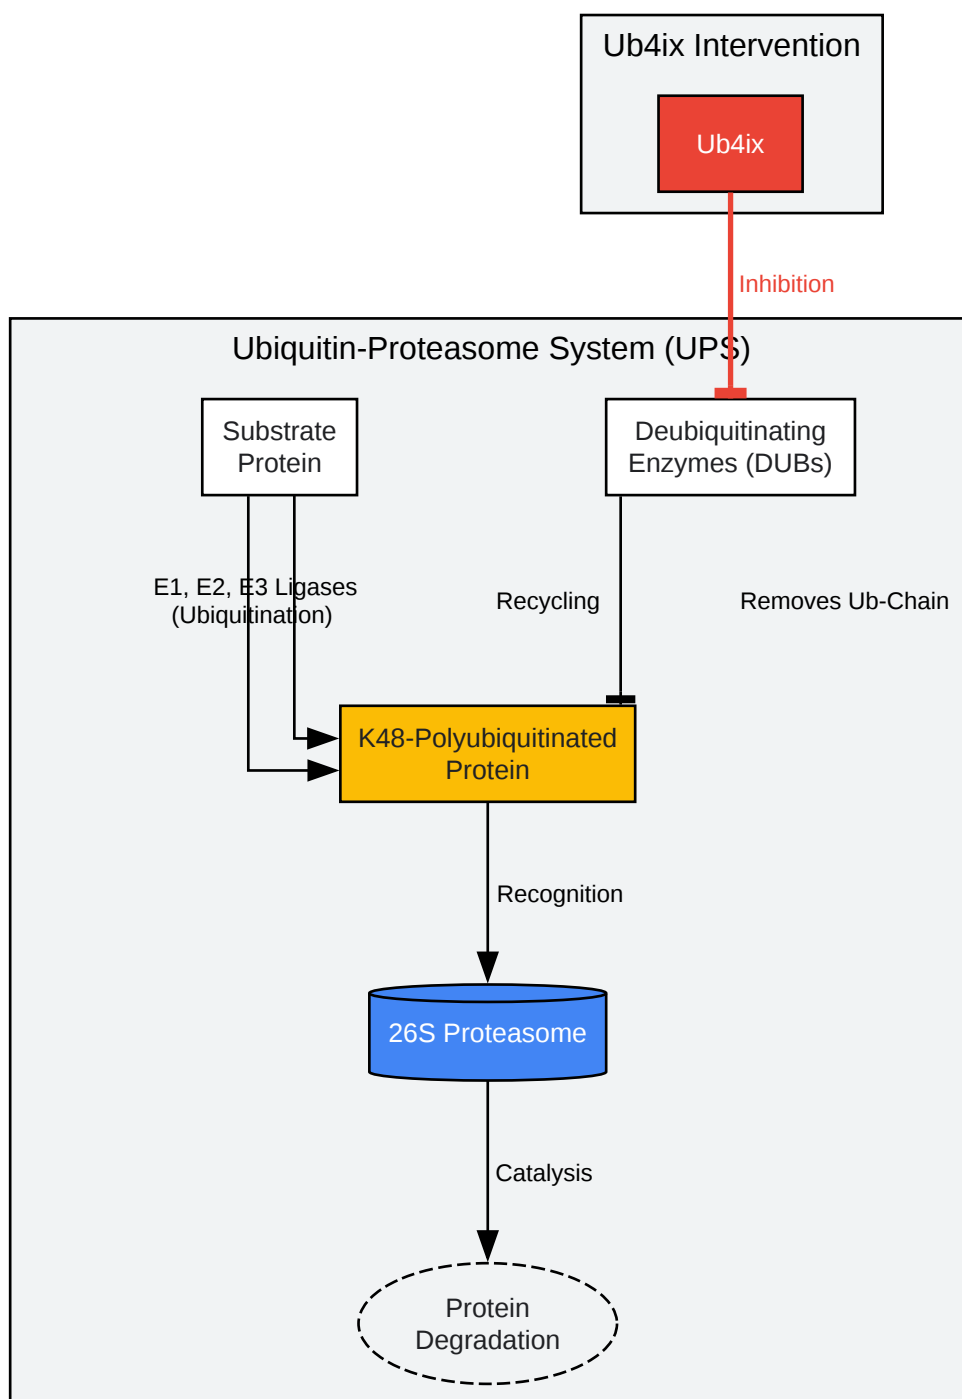 Ub4ix Intervention
Ub4ix
Inhibition
Ubiquitin-Proteasome System (UPS)
Substrate
Protein
Deubiquitinating
Enzymes (DUBs)
E1, E2, E3 Ligases
(Ubiquitination)
Recycling
Removes Ub-Chain
K48-Polyubiquitinated
Protein
Recognition
26S Proteasome
Catalysis
Protein
Degradation